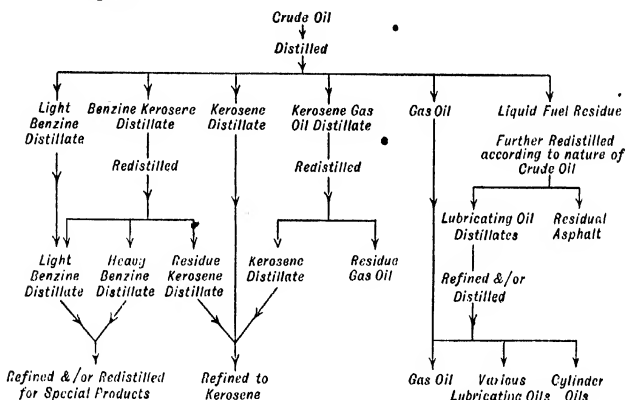 Crude Oil
Distilled
Light
Benzine
Distillate
Benzine Kerosene
Distillate
Kerosene
Distillate
Kerosene Gas
Oil Distillate
Gas Oil
Liquid Fuel Residue
Further Redistilled
according to nature of
Crude Oil
Redistilled
Redistilled
Lubricating Oil
Distillates
Residual
Asphalt
Light
Benzine
Distillate
Heavy
Benzine
Distillate
Residue
Kerosene
Distillate
Kerosene
Distillate
Residue
Gas Oil
Refined &/or
Distilled
Refined &/or Redistilled
for Special Products
Refined to
Kerosene
Gas Oil
Various
Lubricating Oils
Cylinder
Oils